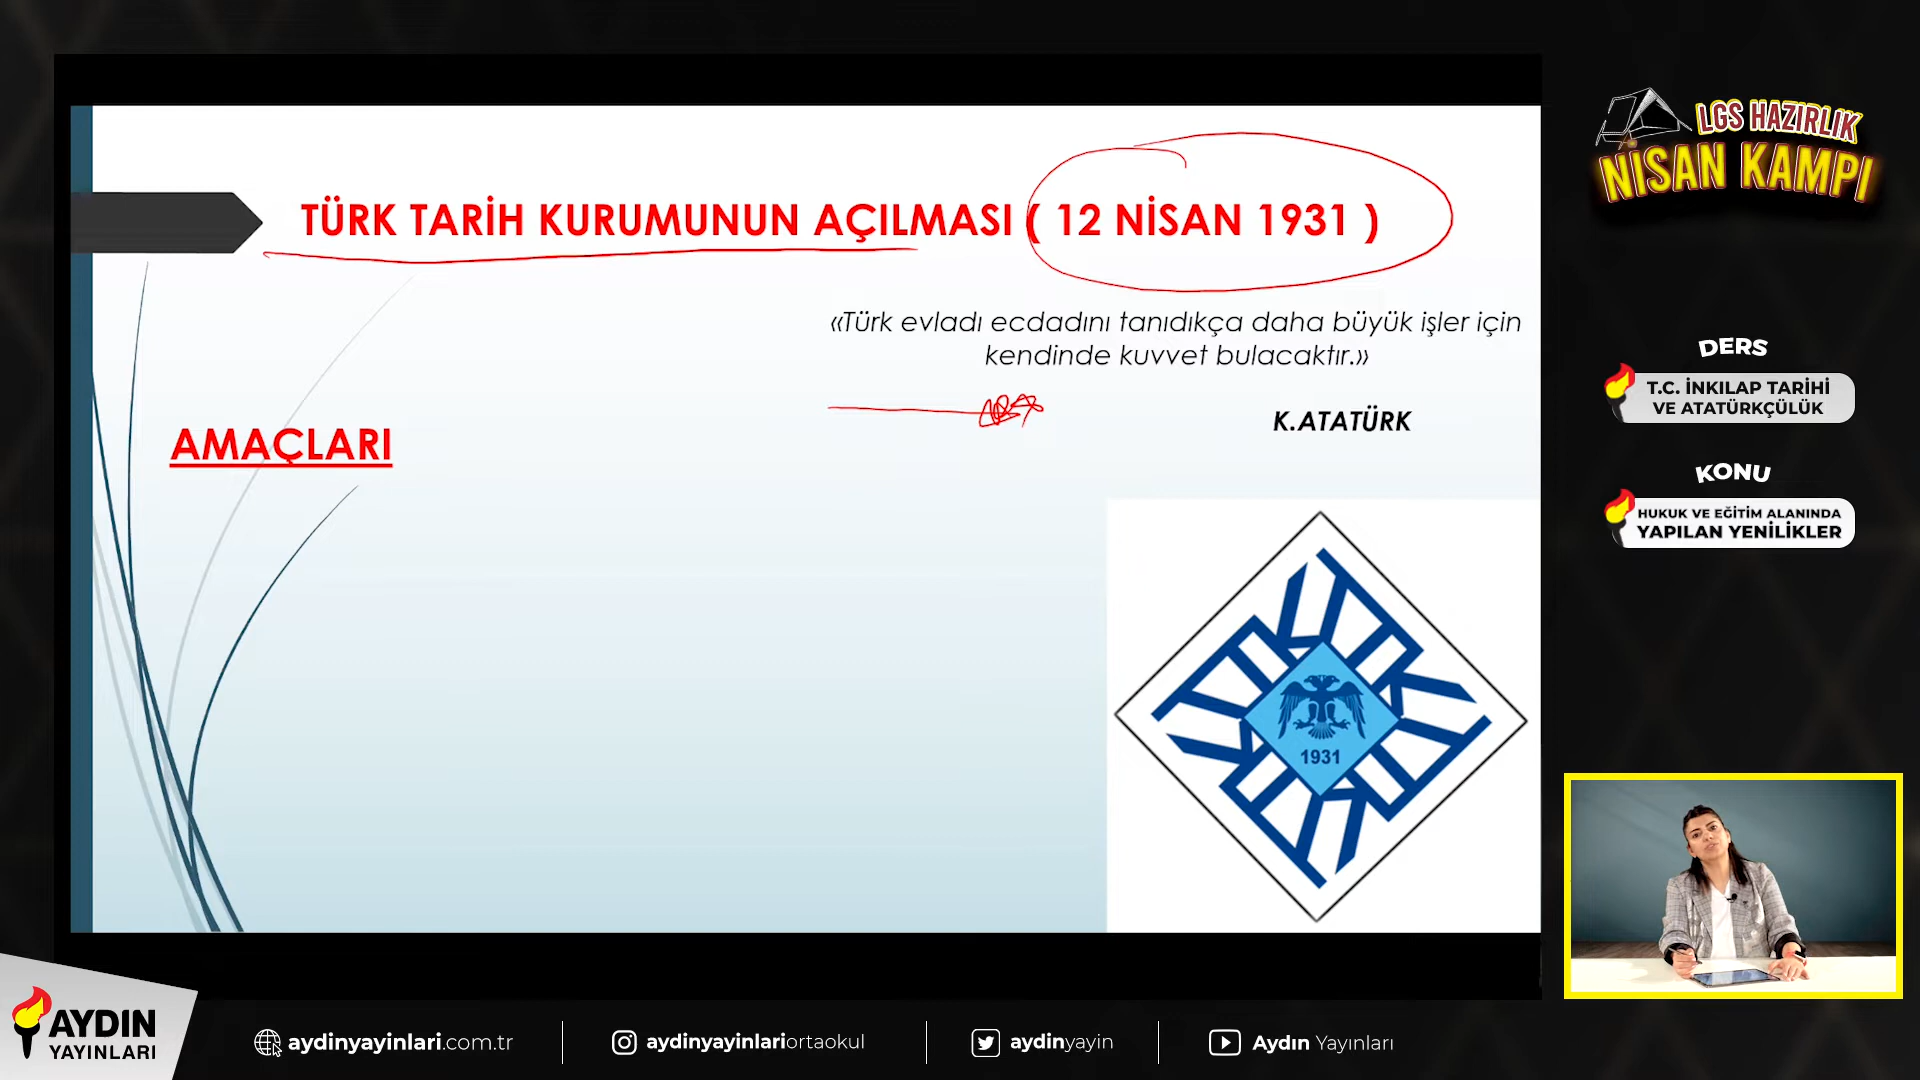 LGS HAZIRLIK
NİSAN KAMPI
TÜRK TARİH KURUMUNUN AÇILMASI ( 12 NİSAN 1931 )
«Türk evladı ecdadını tanıdıkça daha büyük işler için
kendinde kuvvet bulacaktır.»
K.ATATÜRK
AMAÇLARI
1931
DERS
T.C. İNKILAP TARİHİ
VE ATATÜRKÇÜLÜK
KONU
HUKUK VE EĞİTİM ALANINDA
YAPILAN YENİLİKLER
AYDIN
YAYINLARI
aydinyayinlari.com.tr
aydinyayinlariortaokul
aydinyayin
Aydın Yayınları